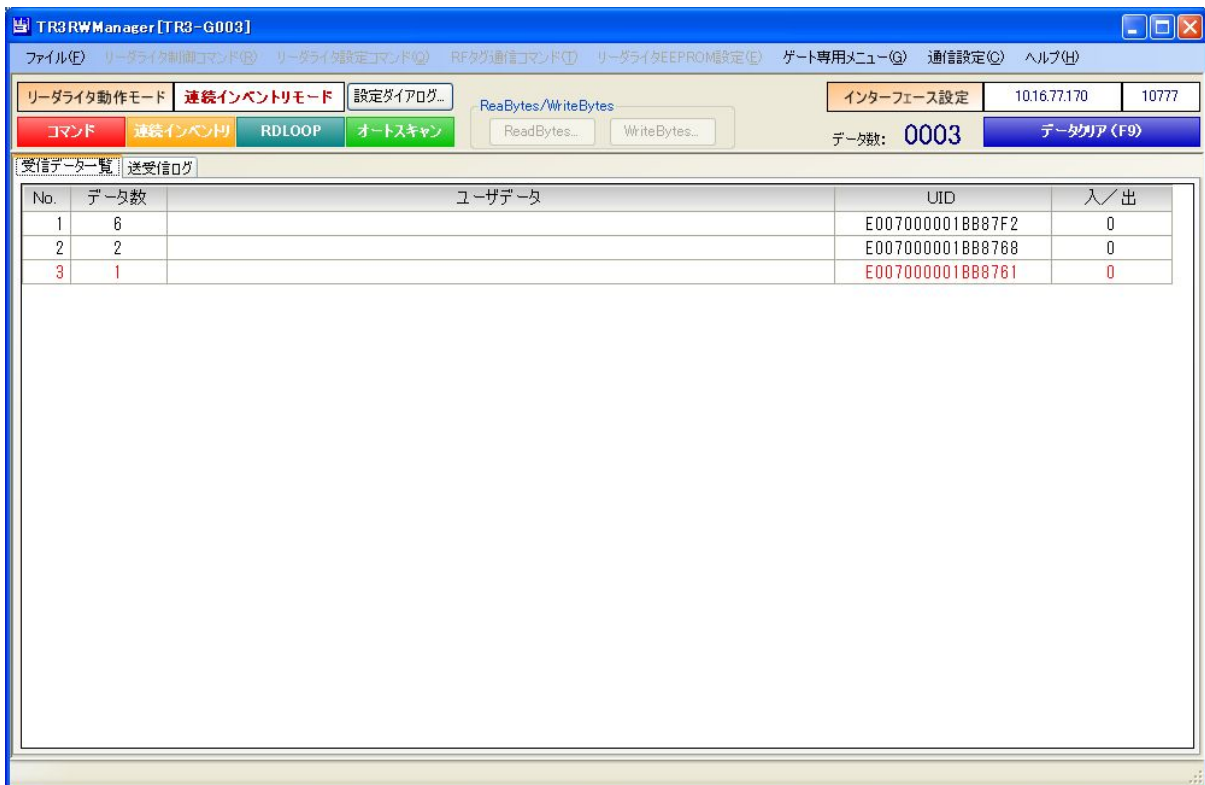 TR3RWManager[TR3-G003]
ファイル(F) リーダライタ制御コマンド(R) リーダライタ設定コマンド(Q) RFタグ通信コマンド(T) リーダライタEEPROM設定(E) ゲート専用メニュー(G) 通信設定(C) ヘルプ(H)
リーダライタ動作モード 連続インベントリモード 設定ダイアログ... インターフェース設定 10.16.77.170 10777
ReaBytes/WriteBytes
コマンド 連続インベントリ RDLOOP オートスキャン ReadBytes... WriteBytes... データ数: 0003 データクリア(F9)
受信データ一覧 送受信ログ
No. データ数 ユーザデータ UID 入/出
1 6 E007000001BB87F2 0
2 2 E007000001BB8768 0
3 1 E007000001BB8761 0